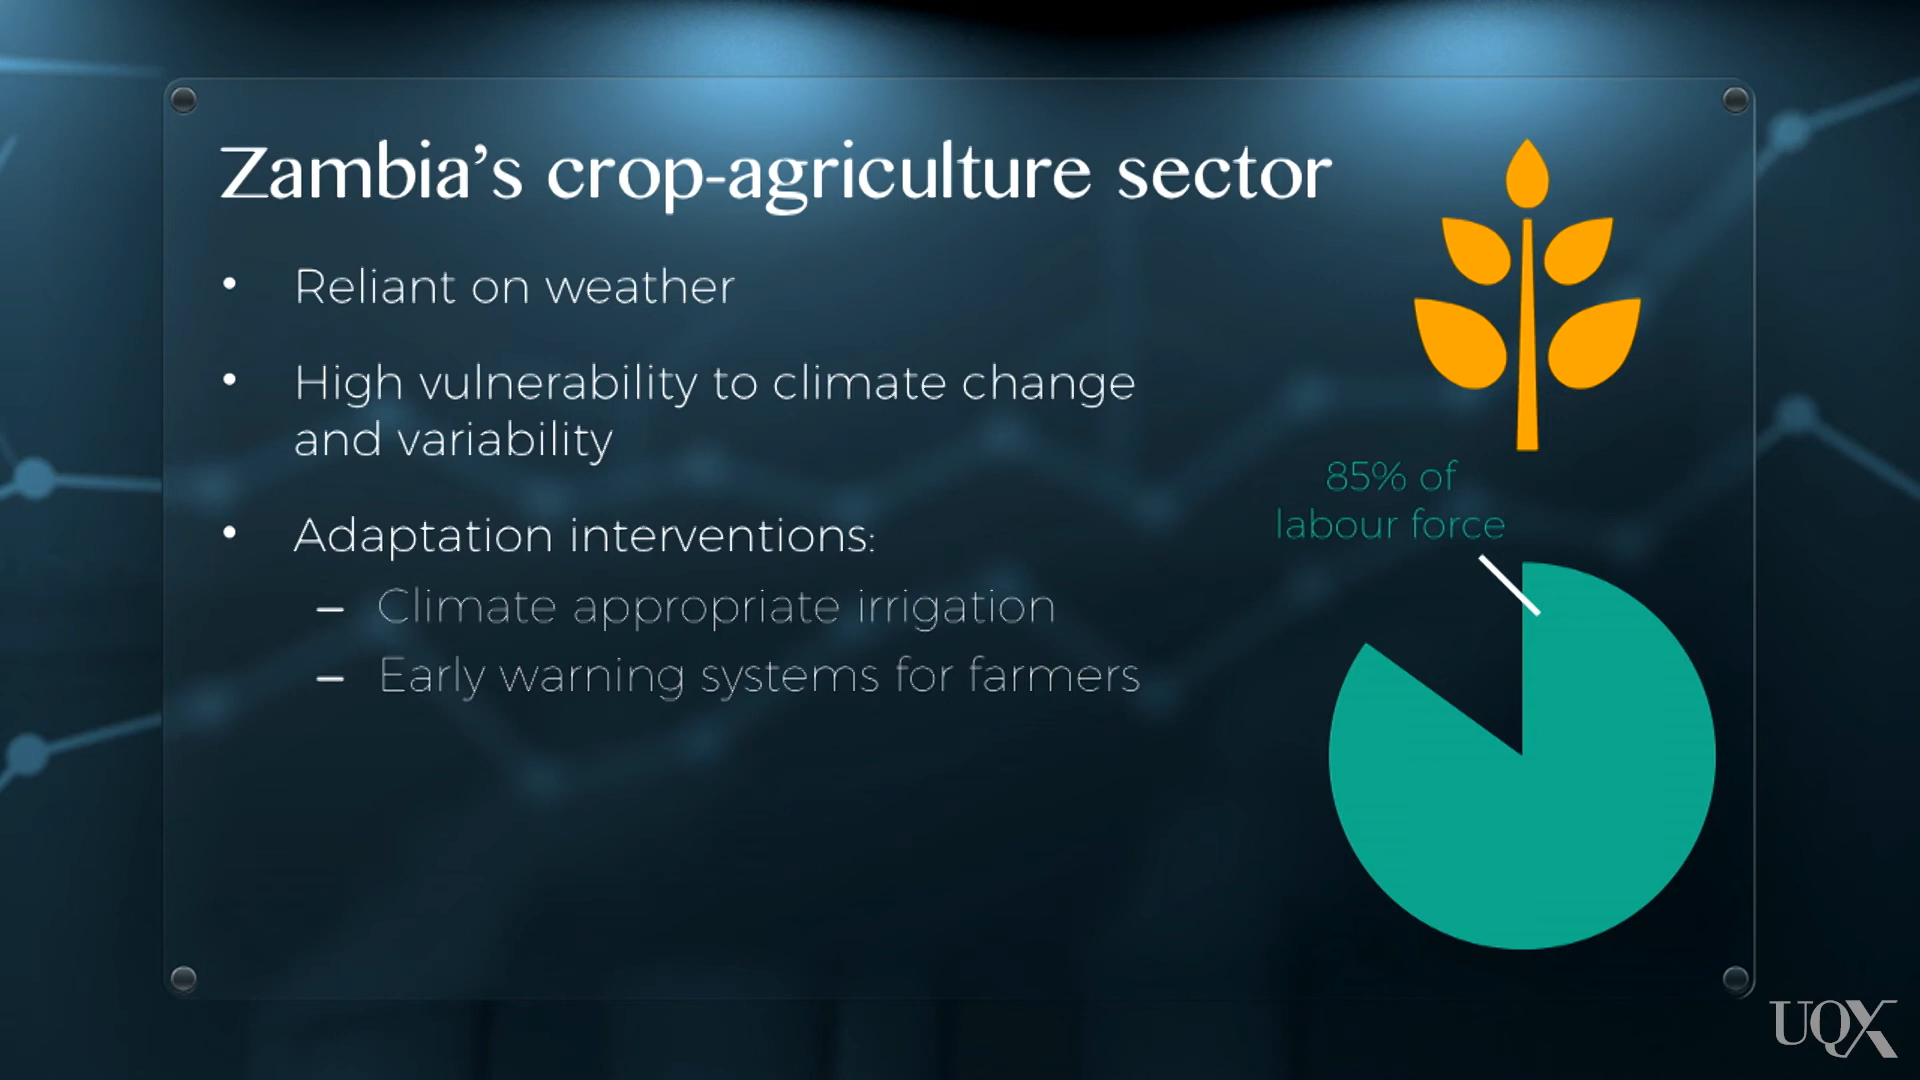 Zambia's crop-agriculture sector
• Reliant on weather
• High vulnerability to climate change
and variability
• Adaptation interventions:
– Climate appropriate irrigation
– Early warning systems for farmers
85% of
labour force
UQX